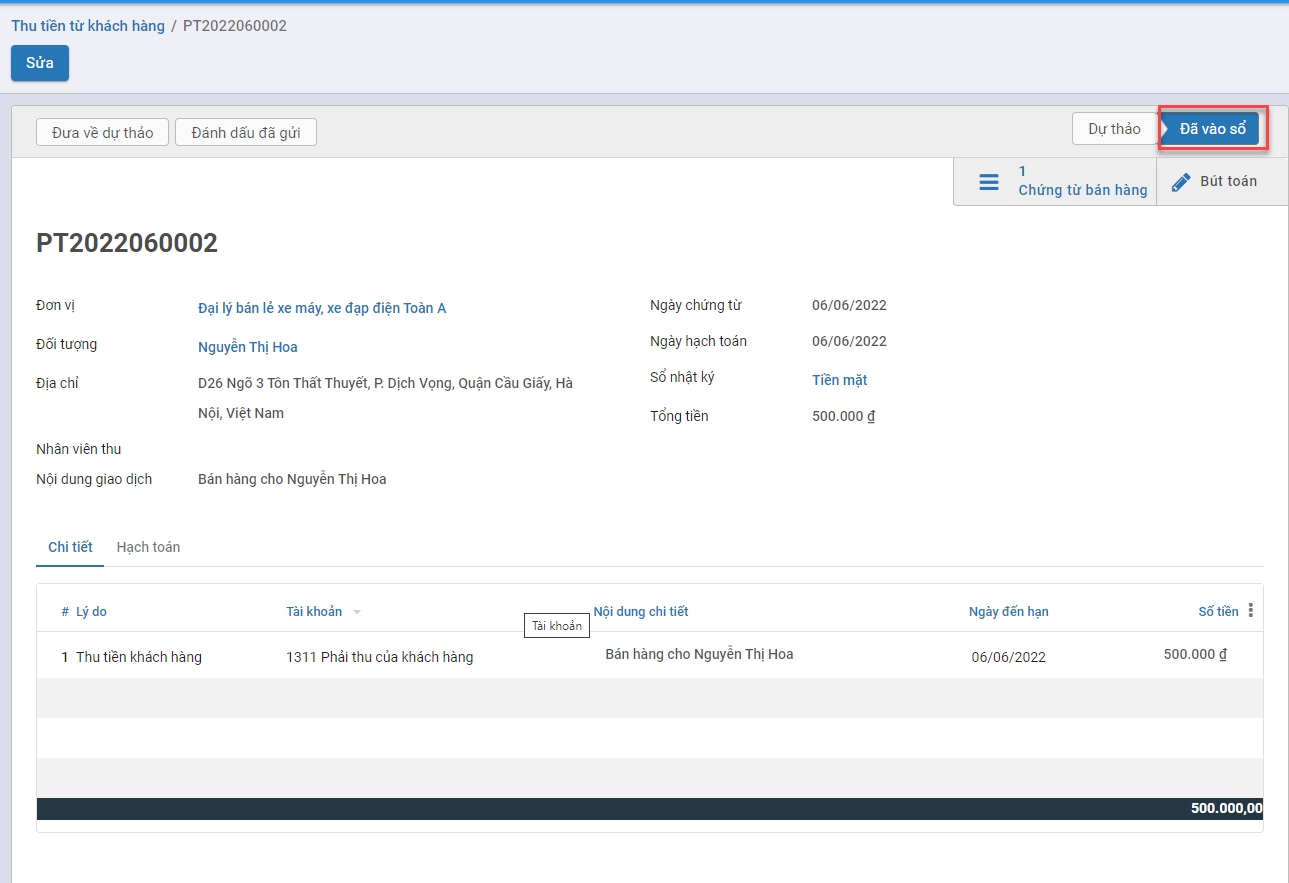 Thu tiền từ khách hàng / PT2022060002
Sửa
Đưa về dự thảo Đánh dấu đã gửi Dự thảo Đã vào sổ
1
Chứng từ bán hàng Bút toán
PT2022060002
Đơn vị Đại lý bán lẻ xe máy, xe đạp điện Toàn A Ngày chứng từ 06/06/2022
Đối tượng Nguyễn Thị Hoa Ngày hạch toán 06/06/2022
Địa chỉ D26 Ngõ 3 Tôn Thất Thuyết, P. Dịch Vọng, Quận Cầu Giấy, Hà Sổ nhật ký Tiền mặt
Nội, Việt Nam Tổng tiền 500.000 ₫
Nhân viên thu
Nội dung giao dịch Bán hàng cho Nguyễn Thị Hoa
Chi tiết Hạch toán
# Lý do Tài khoản Nội dung chi tiết Ngày đến hạn Số tiền
Tài khoản
1 Thu tiền khách hàng 1311 Phải thu của khách hàng Bán hàng cho Nguyễn Thị Hoa 06/06/2022 500.000 ₫
500.000,00